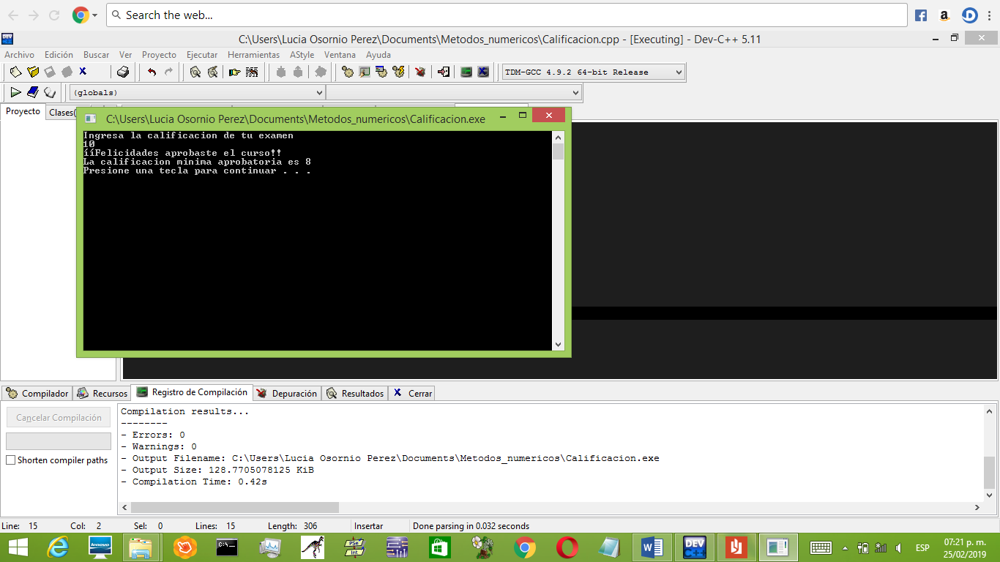 Search the web...
C:\Users\Lucia Osornio Perez\Documents\Metodos_numericos\Calificacion.cpp - [Executing] - Dev-C++ 5.11
Archivo Edición Buscar Ver Proyecto Ejecutar Herramientas AStyle Ventana Ayuda
TDM-GCC 4.9.2 64-bit Release
(globals)
Proyecto Clases(
C:\Users\Lucia Osornio Perez\Documents\Metodos_numericos\Calificacion.exe
Ingresa la calificacion de tu examen
10
ííFelicidades aprobaste el curso!!
La calificacion minima aprobatoria es 8
Presione una tecla para continuar . . .
Compilador Recursos Registro de Compilación Depuración Resultados Cerrar
Cancelar Compilación
Shorten compiler paths
Compilation results...
--------
- Errors: 0
- Warnings: 0
- Output Filename: C:\Users\Lucia Osornio Perez\Documents\Metodos_numericos\Calificacion.exe
- Output Size: 128.7705078125 KiB
- Compilation Time: 0.42s
Line: 15 Col: 2 Sel: 0 Lines: 15 Length: 306 Insertar Done parsing in 0.032 seconds
ESP
07:21 p. m.
25/02/2019